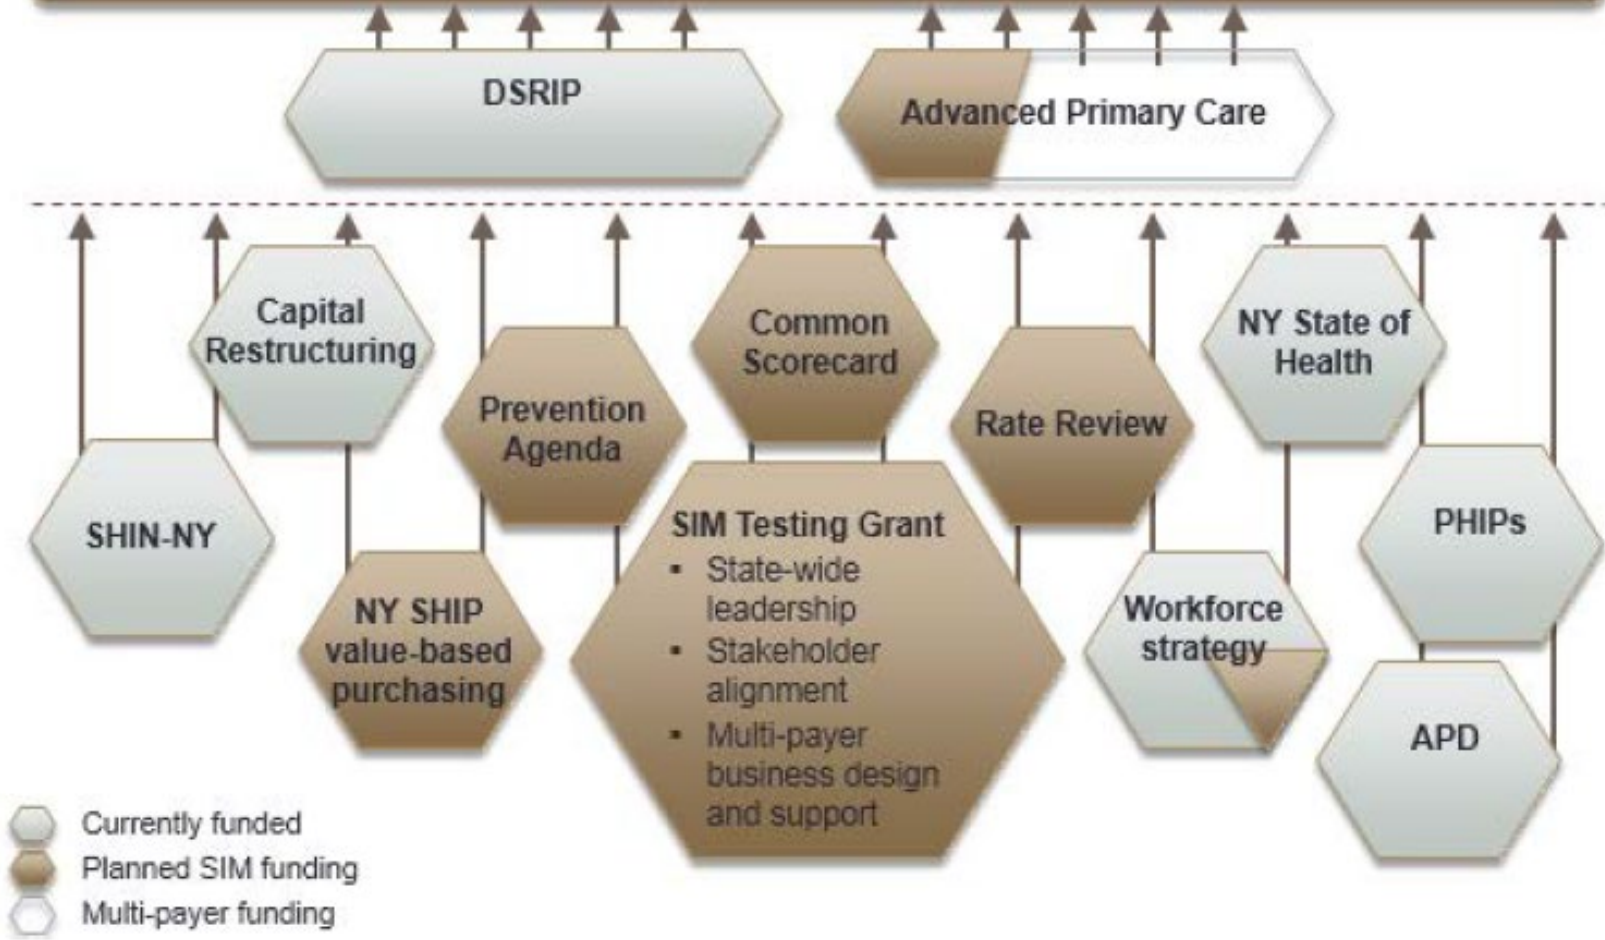 DSRIP
Advanced Primary Care
Capital
Restructuring
Common
Scorecard
NY State of
Health
Prevention
Agenda
Rate Review
SHIN-NY
SIM Testing Grant
▪ State-wide
leadership
▪ Stakeholder
alignment
▪ Multi-payer
business design
and support
PHIPs
NY SHIP
value-based
purchasing
Workforce
strategy
APD
Currently funded
Planned SIM funding
Multi-payer funding